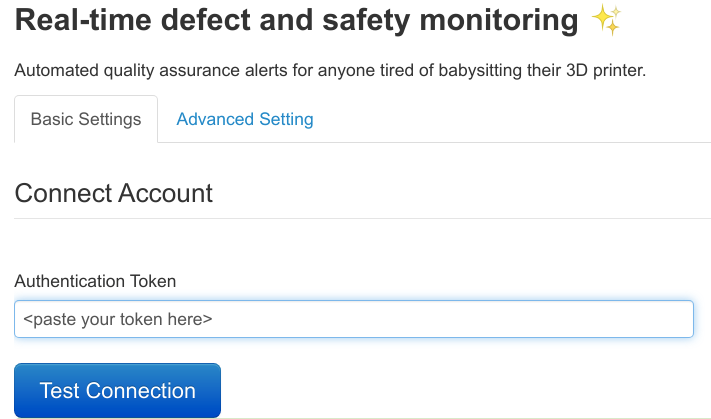 Real-time defect and safety monitoring ✨
Automated quality assurance alerts for anyone tired of babysitting their 3D printer.
Basic Settings
Advanced Setting
Connect Account
Authentication Token
<paste your token here>
Test Connection